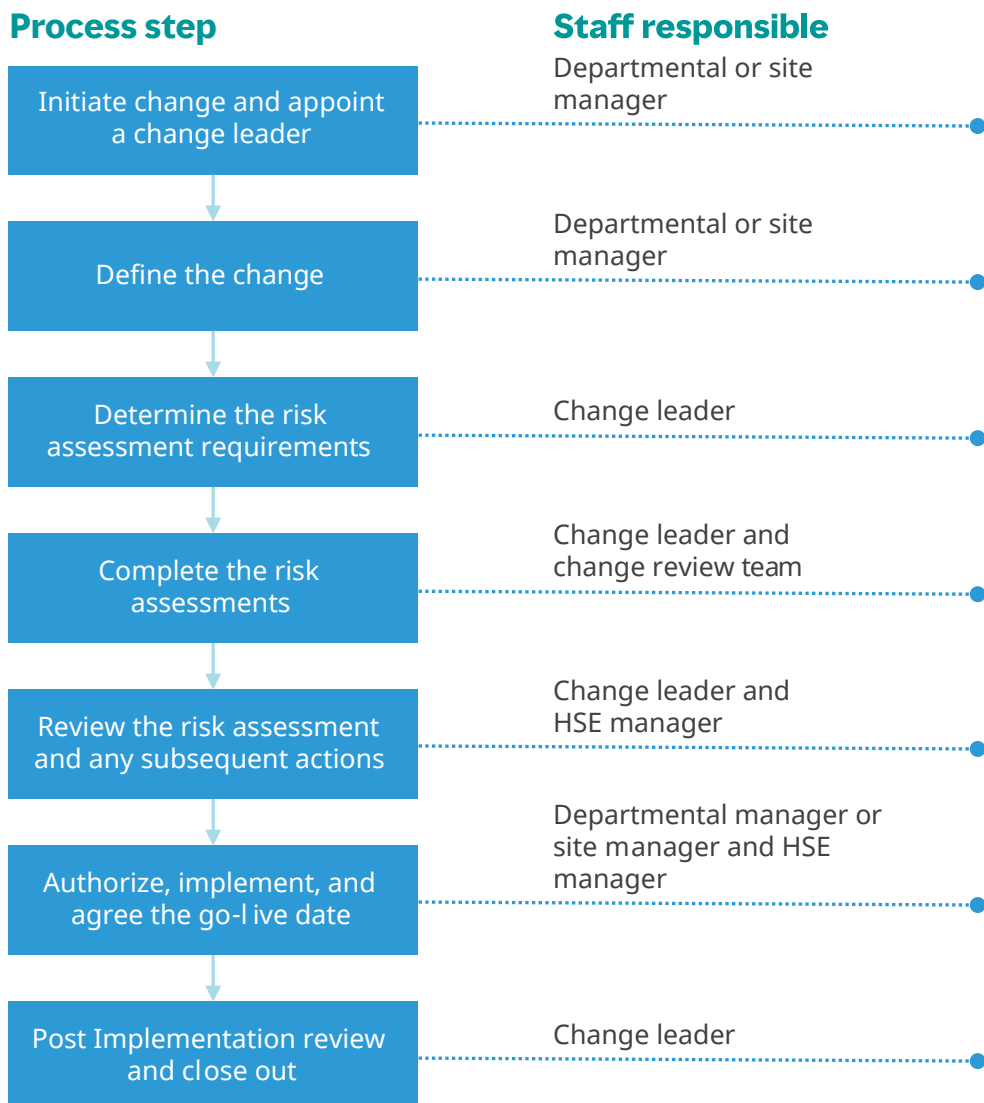 Process step
Staff responsible
Initiate change and appoint
a change leader
Departmental or site
manager
Define the change
Departmental or site
manager
Determine the risk
assessment requirements
Change leader
Complete the risk
assessments
Change leader and
change review team
Review the risk assessment
and any subsequent actions
Change leader and
HSE manager
Authorize, implement, and
agree the go-l ive date
Departmental manager or
site manager and HSE
manager
Post Implementation review
and close out
Change leader